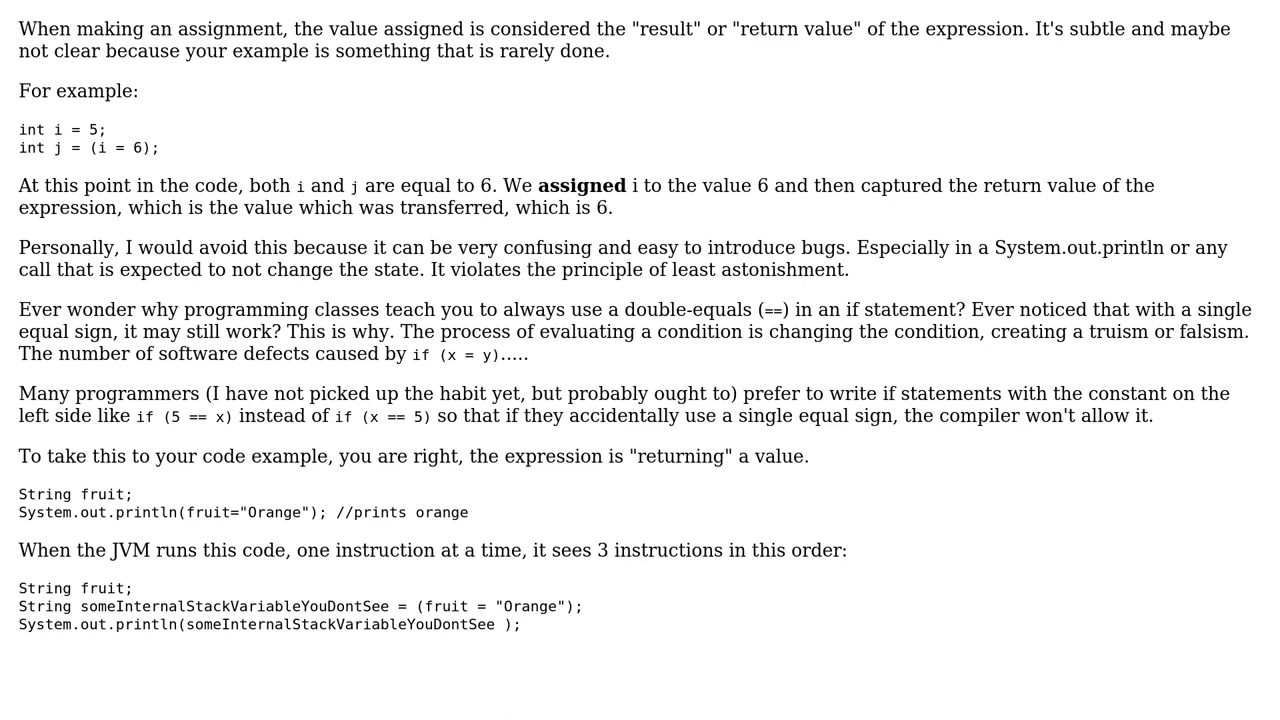 When making an assignment, the value assigned is considered the "result" or "return value" of the expression. It's subtle and maybe
not clear because your example is something that is rarely done.
For example:
int i = 5;
int j = (i = 6);
At this point in the code, both i and j are equal to 6. We assigned i to the value 6 and then captured the return value of the
expression, which is the value which was transferred, which is 6.
Personally, I would avoid this because it can be very confusing and easy to introduce bugs. Especially in a System.out.println or any
call that is expected to not change the state. It violates the principle of least astonishment.
Ever wonder why programming classes teach you to always use a double-equals (==) in an if statement? Ever noticed that with a single
equal sign, it may still work? This is why. The process of evaluating a condition is changing the condition, creating a truism or falsism.
The number of software defects caused by if (x = y).....
Many programmers (I have not picked up the habit yet, but probably ought to) prefer to write if statements with the constant on the
left side like if (5 == x) instead of if (x == 5) so that if they accidentally use a single equal sign, the compiler won't allow it.
To take this to your code example, you are right, the expression is "returning" a value.
String fruit;
System.out.println(fruit="Orange"); //prints orange
When the JVM runs this code, one instruction at a time, it sees 3 instructions in this order:
String fruit;
String someInternalStackVariableYouDontSee = (fruit = "Orange");
System.out.println(someInternalStackVariableYouDontSee );